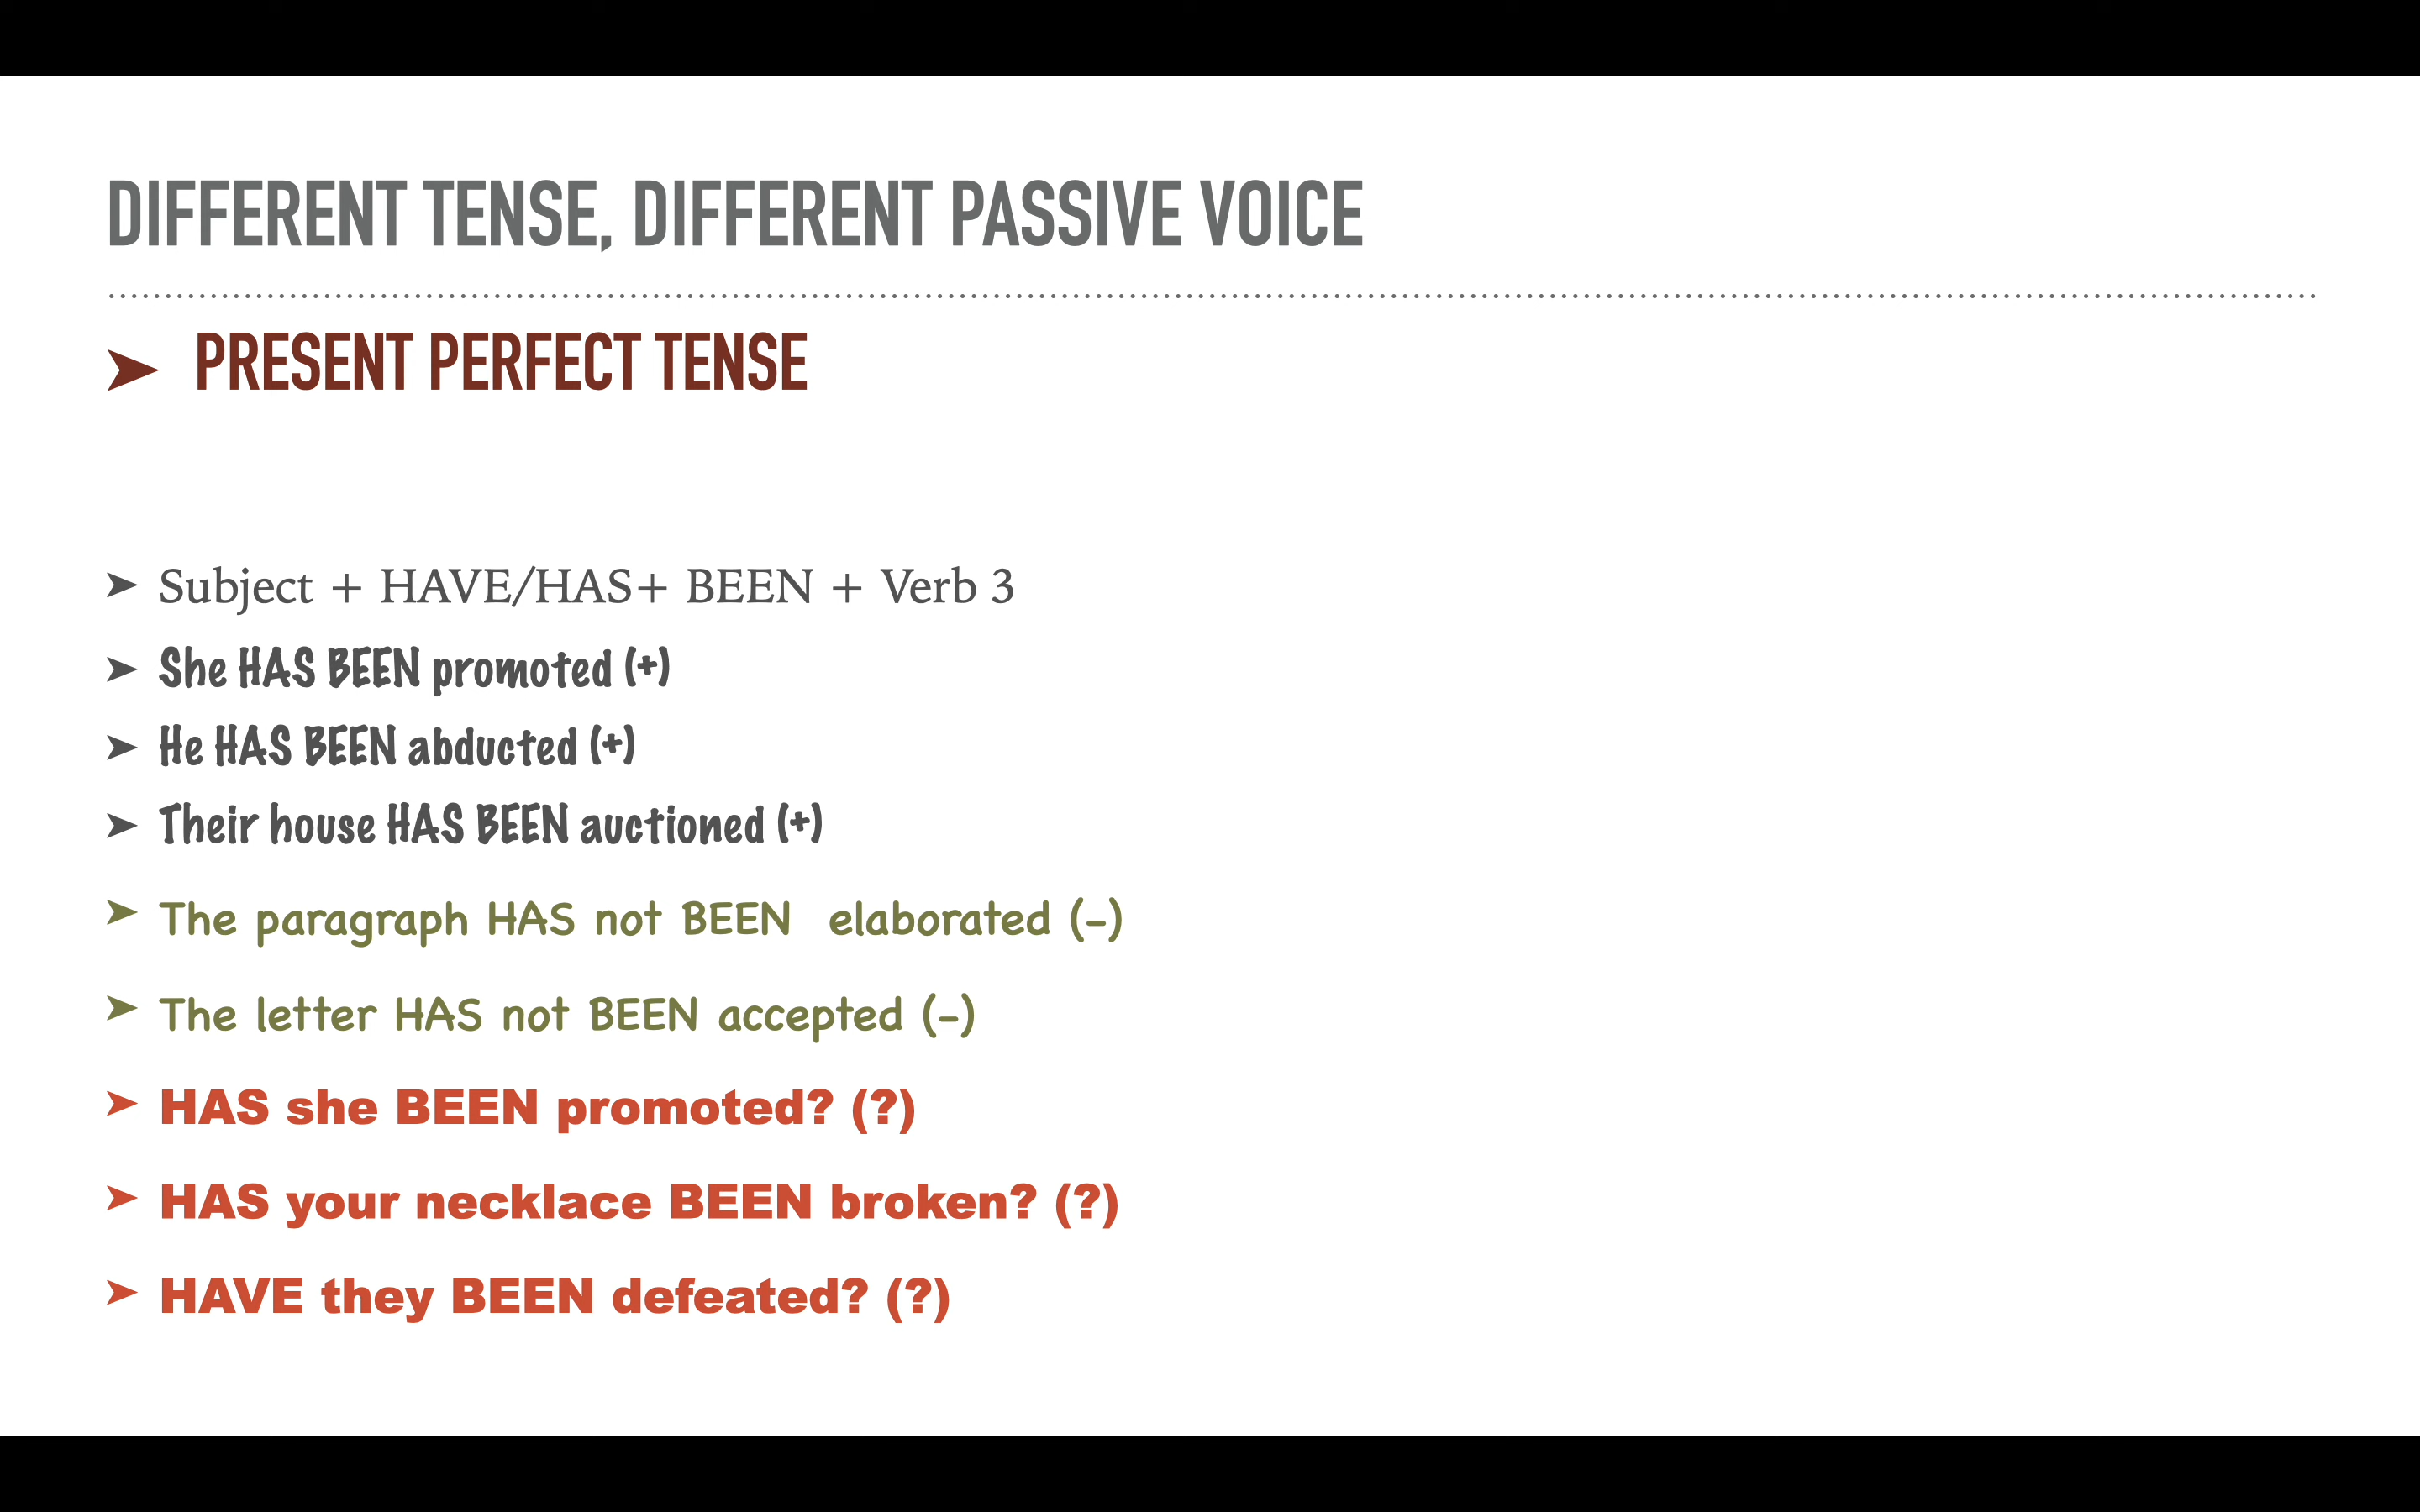 DIFFERENT TENSE, DIFFERENT PASSIVE VOICE
PRESENT PERFECT TENSE
Subject + HAVE/HAS+ BEEN + Verb 3
She HAS BEEN promoted (+)
He HAS BEEN abducted (+)
Their house HAS BEEN auctioned (+)
The paragraph HAS not BEEN elaborated (-)
The letter HAS not BEEN accepted (-)
HAS she BEEN promoted? (?)
HAS your necklace BEEN broken? (?)
HAVE they BEEN defeated? (?)